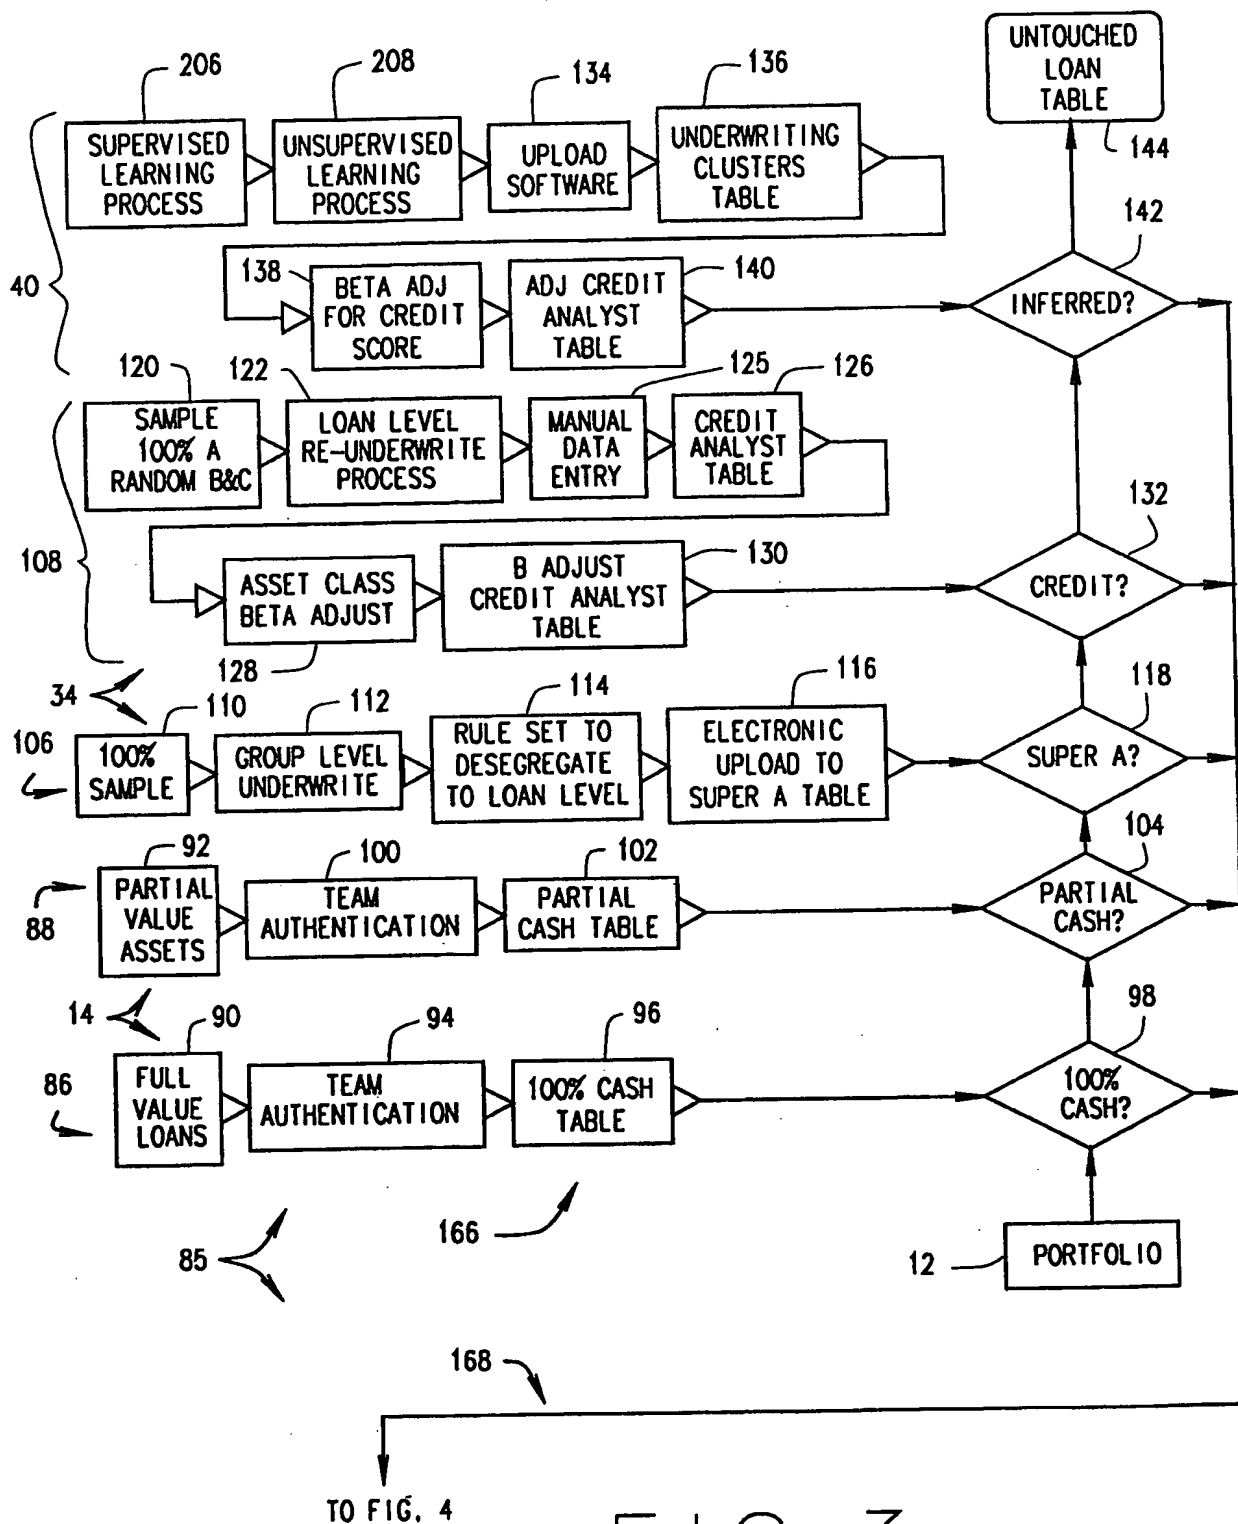 UNTOUCHED
LOAN
TABLE
144
206
208
134
136
SUPERVISED
LEARNING
PROCESS
UNSUPERVISED
LEARNING
PROCESS
UPLOAD
SOFTWARE
UNDERWRITING
CLUSTERS
TABLE
142
40
138
BETA ADJ
FOR CREDIT
SCORE
ADJ CREDIT
ANALYST
TABLE
140
INFERRED?
120
122
125
126
SAMPLE
100% A
RANDOM B&C
LOAN LEVEL
RE-UNDERWRITE
PROCESS
MANUAL
DATA
ENTRY
CREDIT
ANALYST
TABLE
132
108
ASSET CLASS
BETA ADJUST
128
B ADJUST
CREDIT ANALYST
TABLE
130
CREDIT?
34
110
112
114
116
118
106
100%
SAMPLE
GROUP LEVEL
UNDERWRITE
RULE SET TO
DESEGREGATE
TO LOAN LEVEL
ELECTRONIC
UPLOAD TO
SUPER A TABLE
SUPER A?
92
100
102
104
88
PARTIAL
VALUE
ASSETS
TEAM
AUTHENTICATION
PARTIAL
CASH TABLE
PARTIAL
CASH?
14
90
94
96
98
86
FULL
VALUE
LOANS
TEAM
AUTHENTICATION
100% CASH
TABLE
100%
CASH?
85
166
12
PORTFOLIO
168
TO FIG. 4